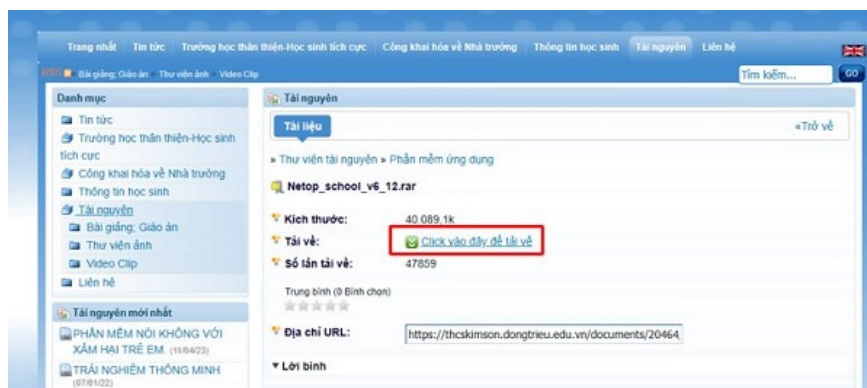 Trang nhất Tin tức Trường học thân thiện-Học sinh tích cực Công khai hóa về Nhà trường Thông tin học sinh Tài nguyên Liên hệ
RSS Bài giảng; Giáo án Thư viện ảnh Video Clip Tìm kiếm... GO
Danh mục
Tin tức
Trường học thân thiện-Học sinh
tích cực
Công khai hóa về Nhà trường
Thông tin học sinh
Tài nguyên
Bài giảng; Giáo án
Thư viện ảnh
Video Clip
Liên hệ
Tài nguyên mới nhất
PHẦN MỀM NÓI KHÔNG VỚI
XÂM HẠI TRẺ EM. (11/04/23)
TRẢI NGHIỆM THÔNG MINH
(07/01/22)
Tài nguyên
Tài liệu «Trở về
» Thư viện tài nguyên » Phần mềm ứng dụng
Netop_school_v6_12.rar
Kích thước: 40.089,1k
Tải về: Click vào đây để tải về
Số lần tải về: 47859
Trung bình (0 Bình chọn)
Địa chỉ URL: https://thcskimson.dongtrieu.edu.vn/documents/20464
▼ Lời bình